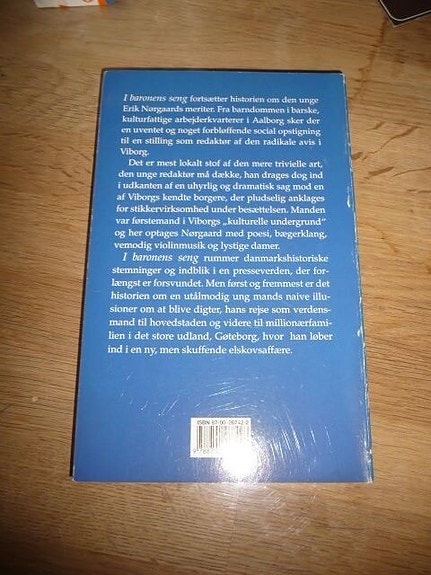 I baronens seng fortsætter historien om den unge
Erik Nørgaards meriter. Fra barndommen i barske,
kulturfattige arbejderkvarterer i Aalborg sker der
en uventet og noget forbløffende social opstigning
til en stilling som redaktør af den radikale avis i
Viborg.
Det er mest lokalt stof af den mere trivielle art,
den unge redaktør må dække, han drages dog ind
i udkanten af en uhyrlig og dramatisk sag mod en
af Viborgs kendte borgere, der pludselig anklages
for stikkervirksomhed under besættelsen. Manden
var førstemand i Viborgs „kulturelle undergrund"
og her optages Nørgaard med poesi, bægerklang,
vemodig violinmusik og lystige damer.
I baronens seng rummer danmarkshistoriske
stemninger og indblik i en presseverden, der for-
længst er forsvundet. Men først og fremmest er det
historien om en utålmodig ung mands naive illu-
sioner om at blive digter, hans rejse som verdens-
mand til hovedstaden og videre til millionærfami-
lien i det store udland, Gøteborg, hvor han løber
ind i en ny, men skuffende elskovsaffære.
ISBN 87-00-